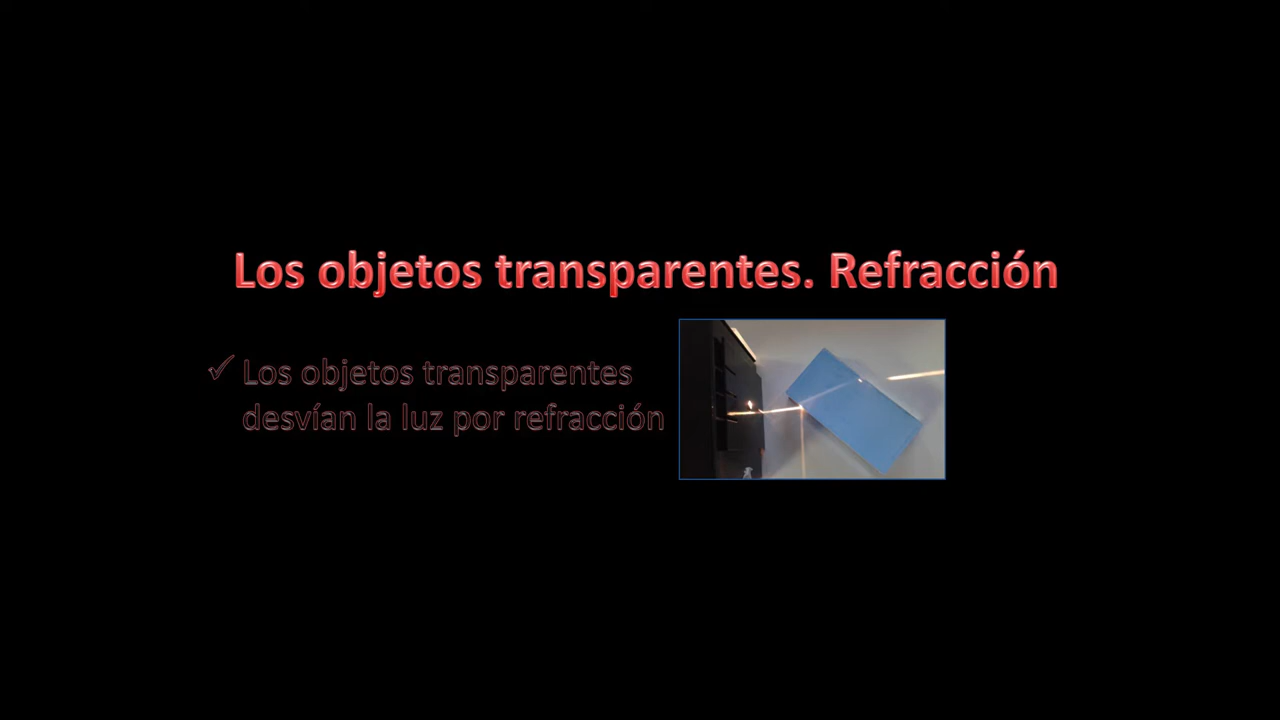 Los objetos transparentes. Refracción
✓ Los objetos transparentes
desvían la luz por refracción